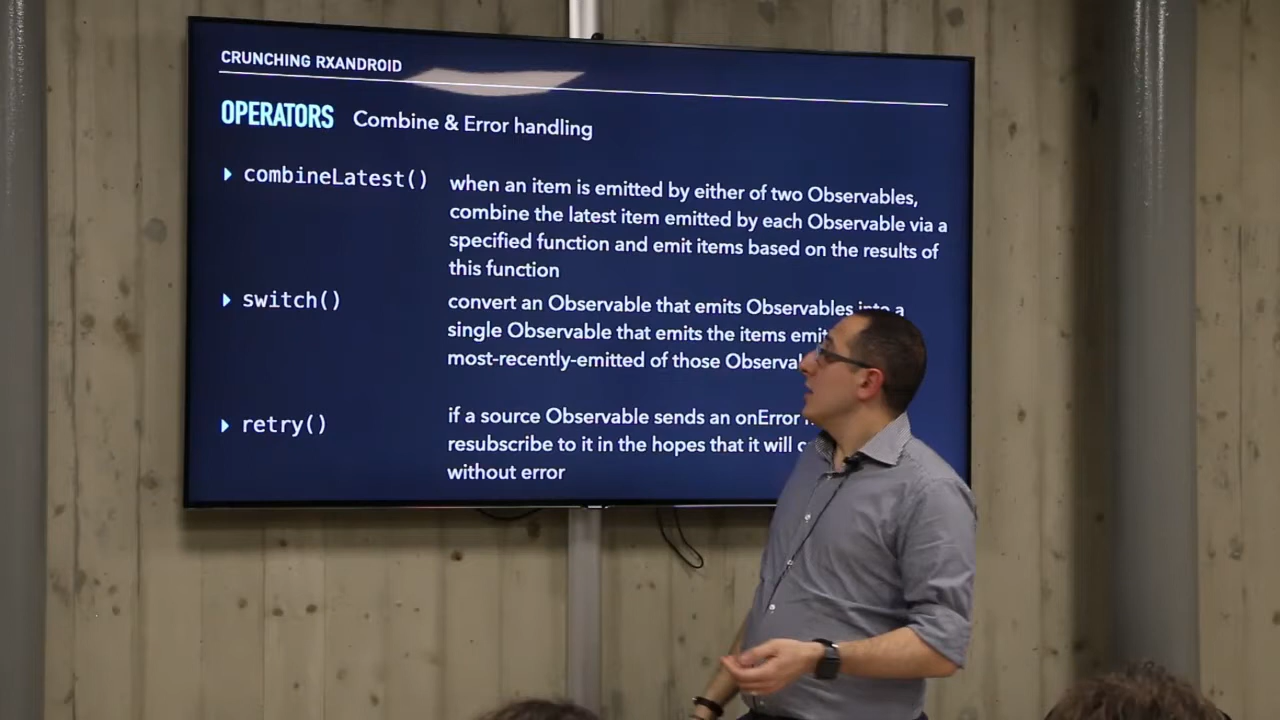 CRUNCHING RXANDROID
OPERATORS Combine & Error handling
combineLatest() when an item is emitted by either of two Observables,
combine the latest item emitted by each Observable via a
specified function and emit items based on the results of
this function
switch() convert an Observable that emits Observables into a
single Observable that emits the items
most-recently-emitted of those
retry() if a source Observable sends an onError
resubscribe to it in the hopes that it will
without error